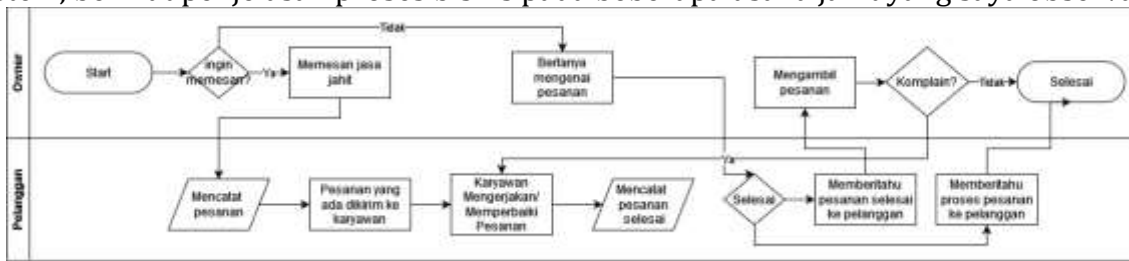 Owner
Start
ingin
memesan?
Ya
Tidak
Memesan jasa
jahit
Bertanya
mengenai
pesanan
Mengambil
pesanan
Komplain?
Tidak
Selesai
Pelanggan
Mencatat
pesanan
Pesanan yang
ada dikirim ke
karyawan
Karyawan
Mengerjakan/
Memperbaiki
Pesanan
Mencatat
pesanan
selesai
Ya
Selesai
Memberitahu
pesanan selesai
ke pelanggan
Memberitahu
proses pesanan
ke pelanggan